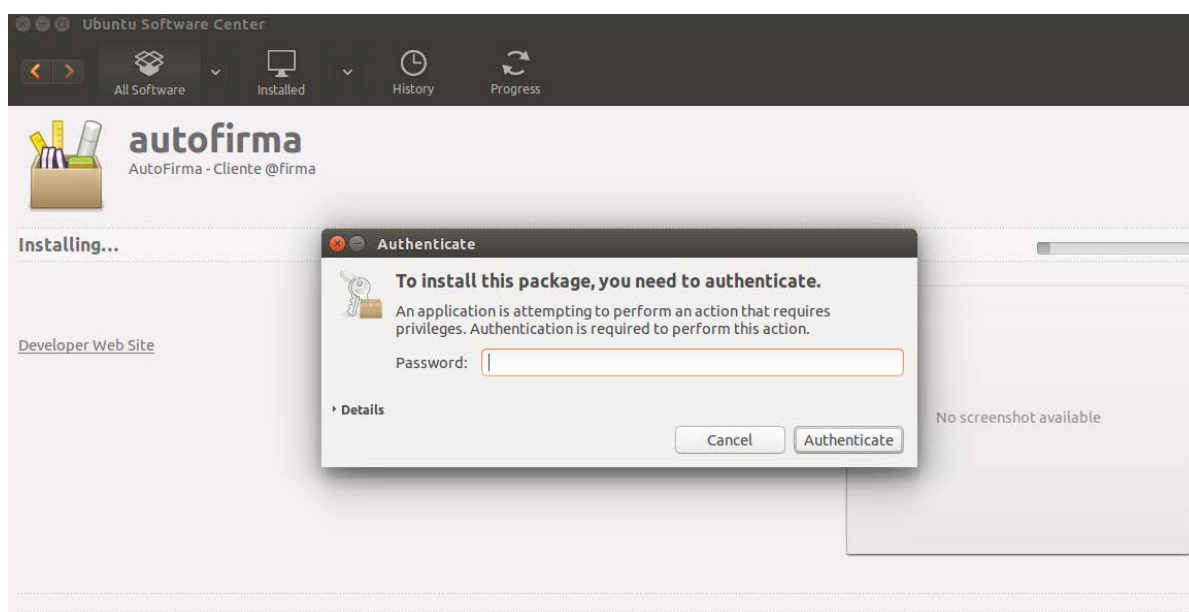 Ubuntu Software Center
All Software
Installed
History
Progress
autofirma
AutoFirma - Cliente @firma
Installing...
Authenticate
To install this package, you need to authenticate.
An application is attempting to perform an action that requires
privileges. Authentication is required to perform this action.
Password:
Details
Cancel
Authenticate
Developer Web Site
No screenshot available